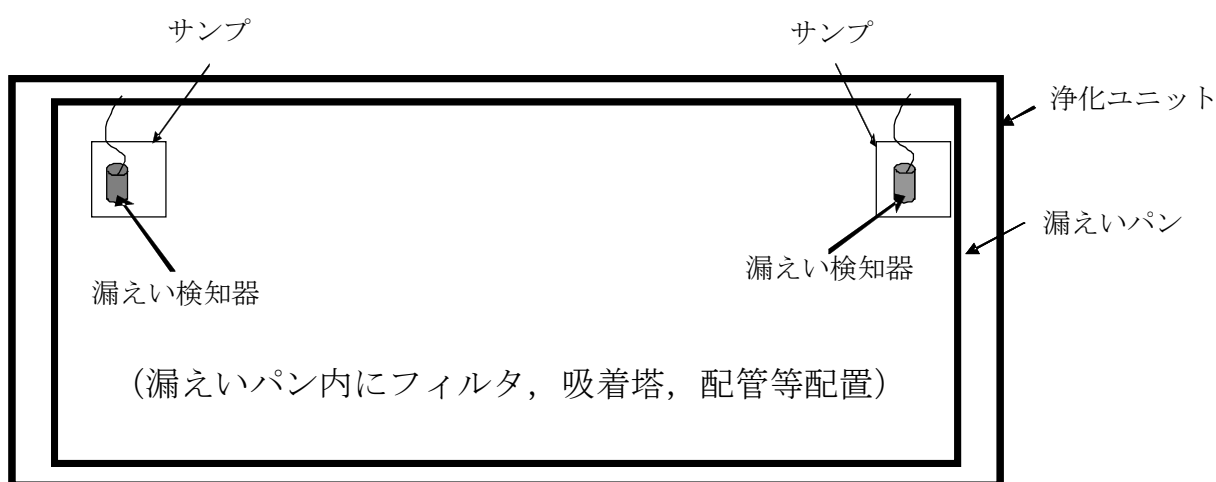 サンプ
サンプ
浄化ユニット
漏えいパン
漏えい検知器
漏えい検知器
（漏えいパン内にフィルタ，吸着塔，配管等配置）